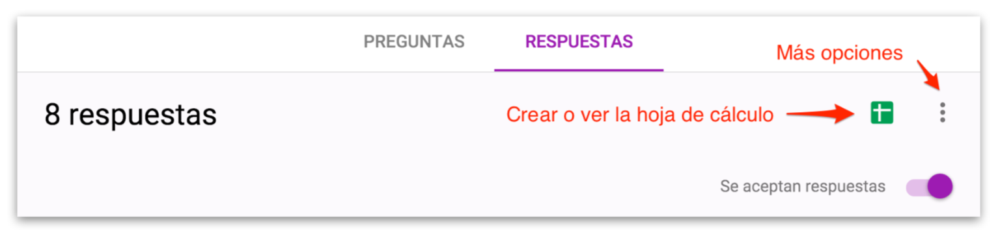 PREGUNTAS RESPUESTAS
Más opciones
8 respuestas
Crear o ver la hoja de cálculo
Se aceptan respuestas